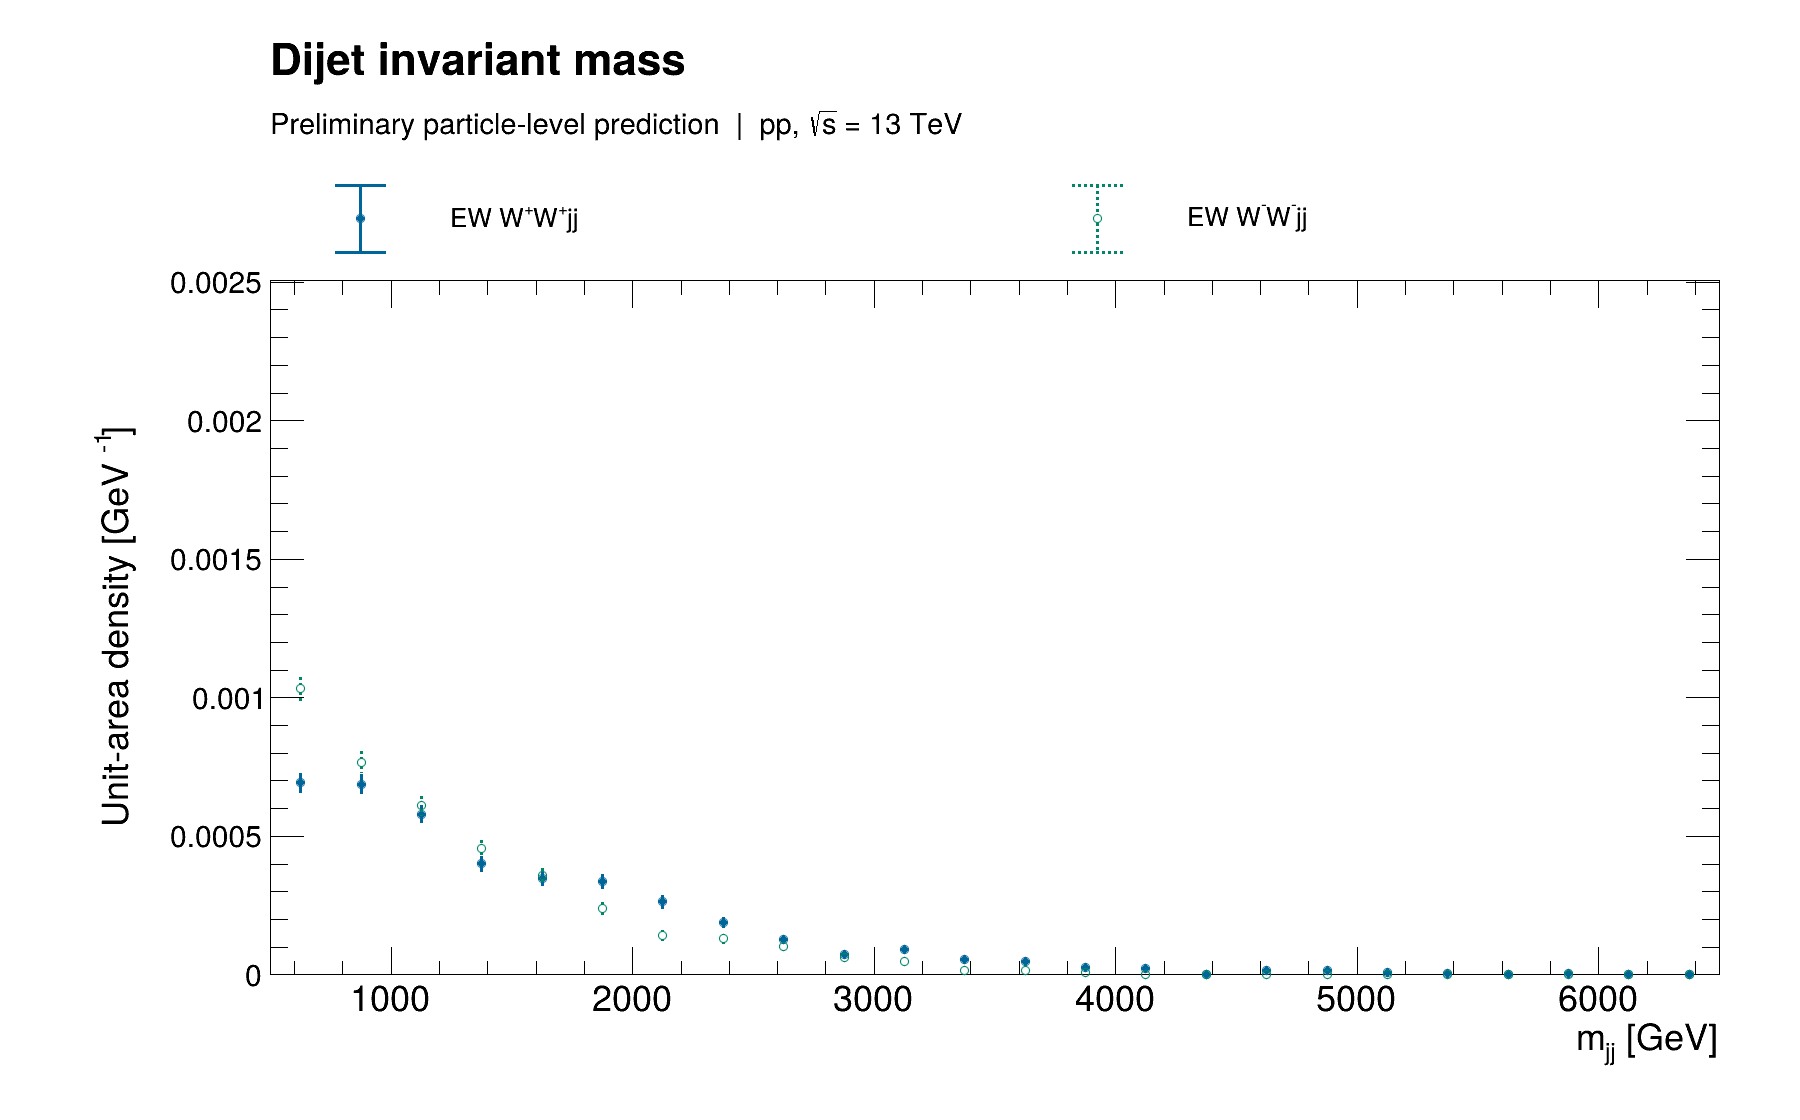 Dijet invariant mass
Preliminary particle-level prediction | pp, √s = 13 TeV
EW W⁺W⁺jj
EW W⁻W⁻jj
0.0025
0.002
0.0015
0.001
0.0005
0
Unit-area density [GeV⁻¹]
1000 2000 3000 4000 5000 6000
m_jj [GeV]